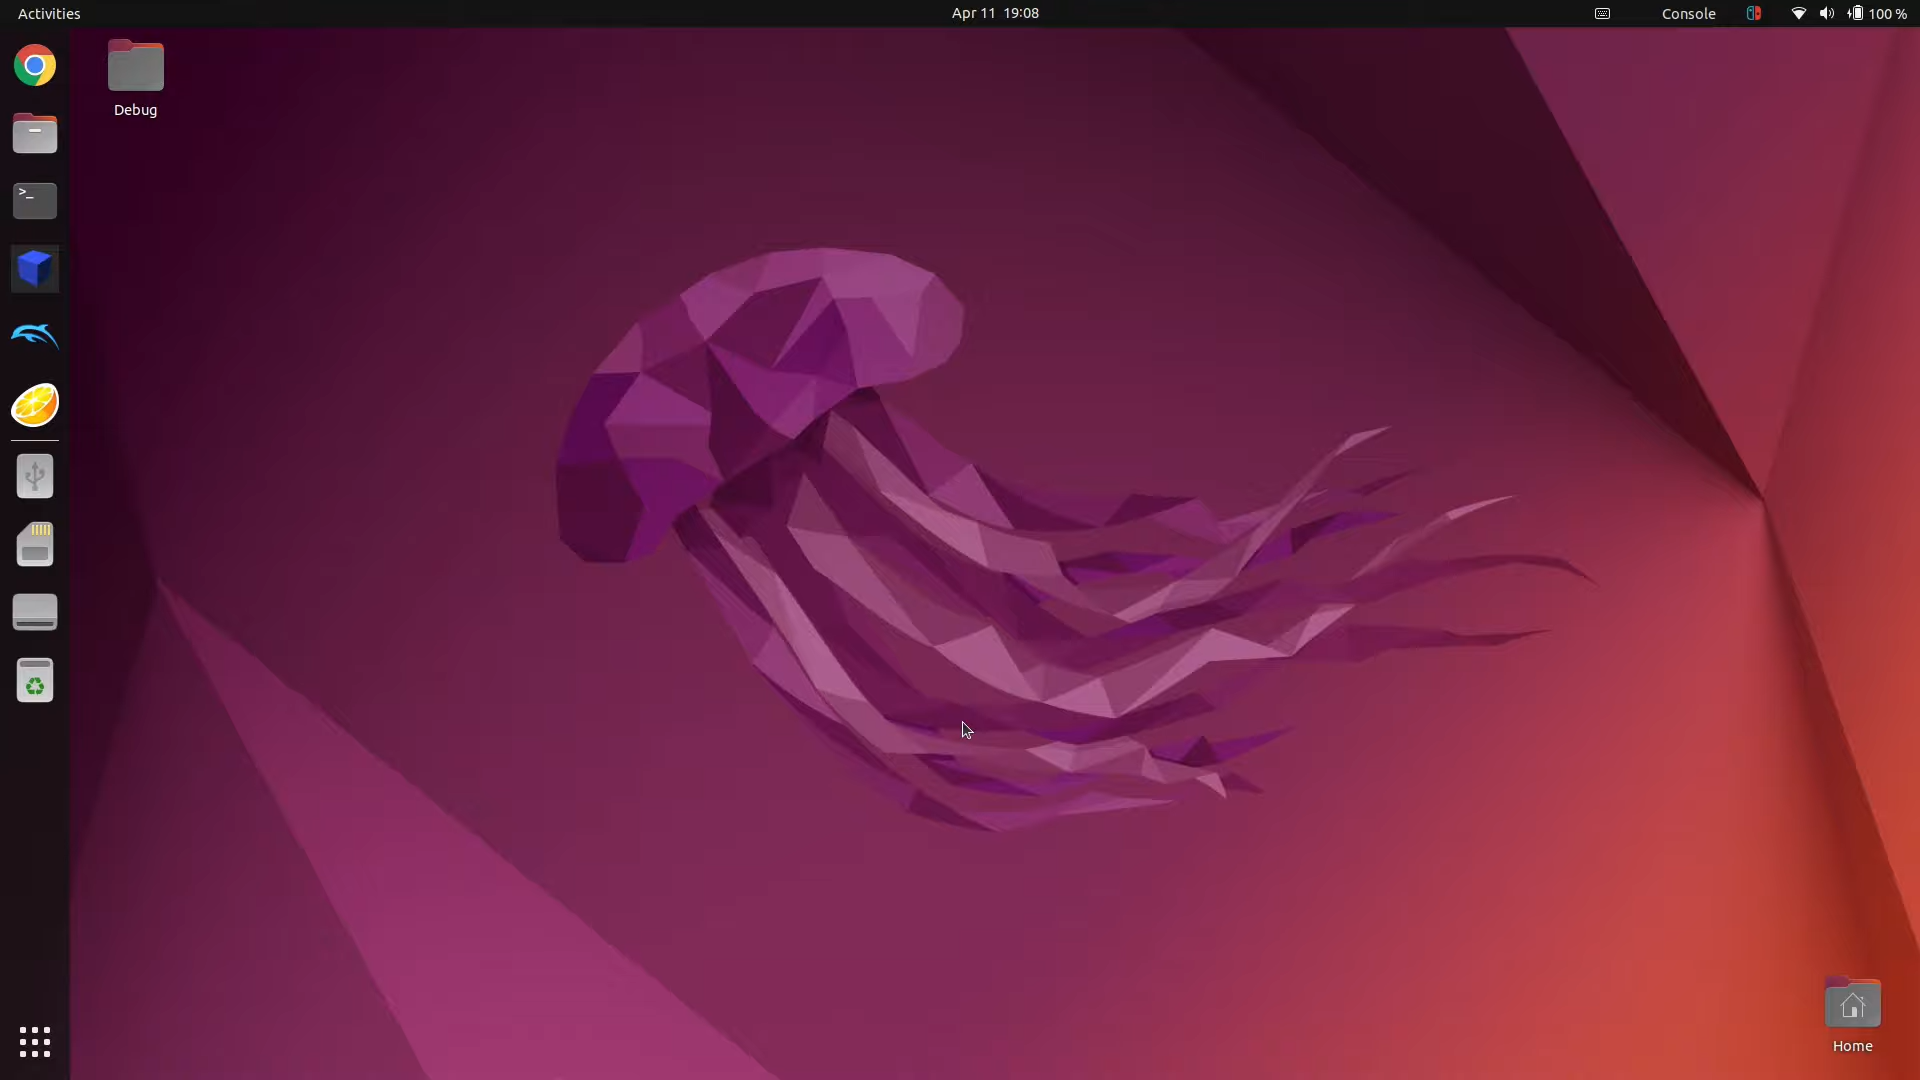 Activities
Apr 11 19:08
Console
100 %
Debug
>_
Home